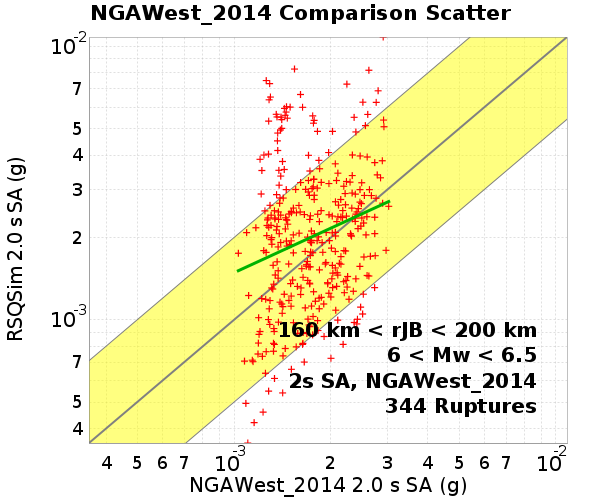 NGAWest_2014 Comparison Scatter
10-2
7
5
4
3
2
10-3
7
5
4
RSQSim 2.0 s SA (g)
160 km < rJB < 200 km
6 < Mw < 6.5
2s SA, NGAWest_2014
344 Ruptures
4 5 6 7 10-3 2 3 4 5 6 7 10-2
NGAWest_2014 2.0 s SA (g)